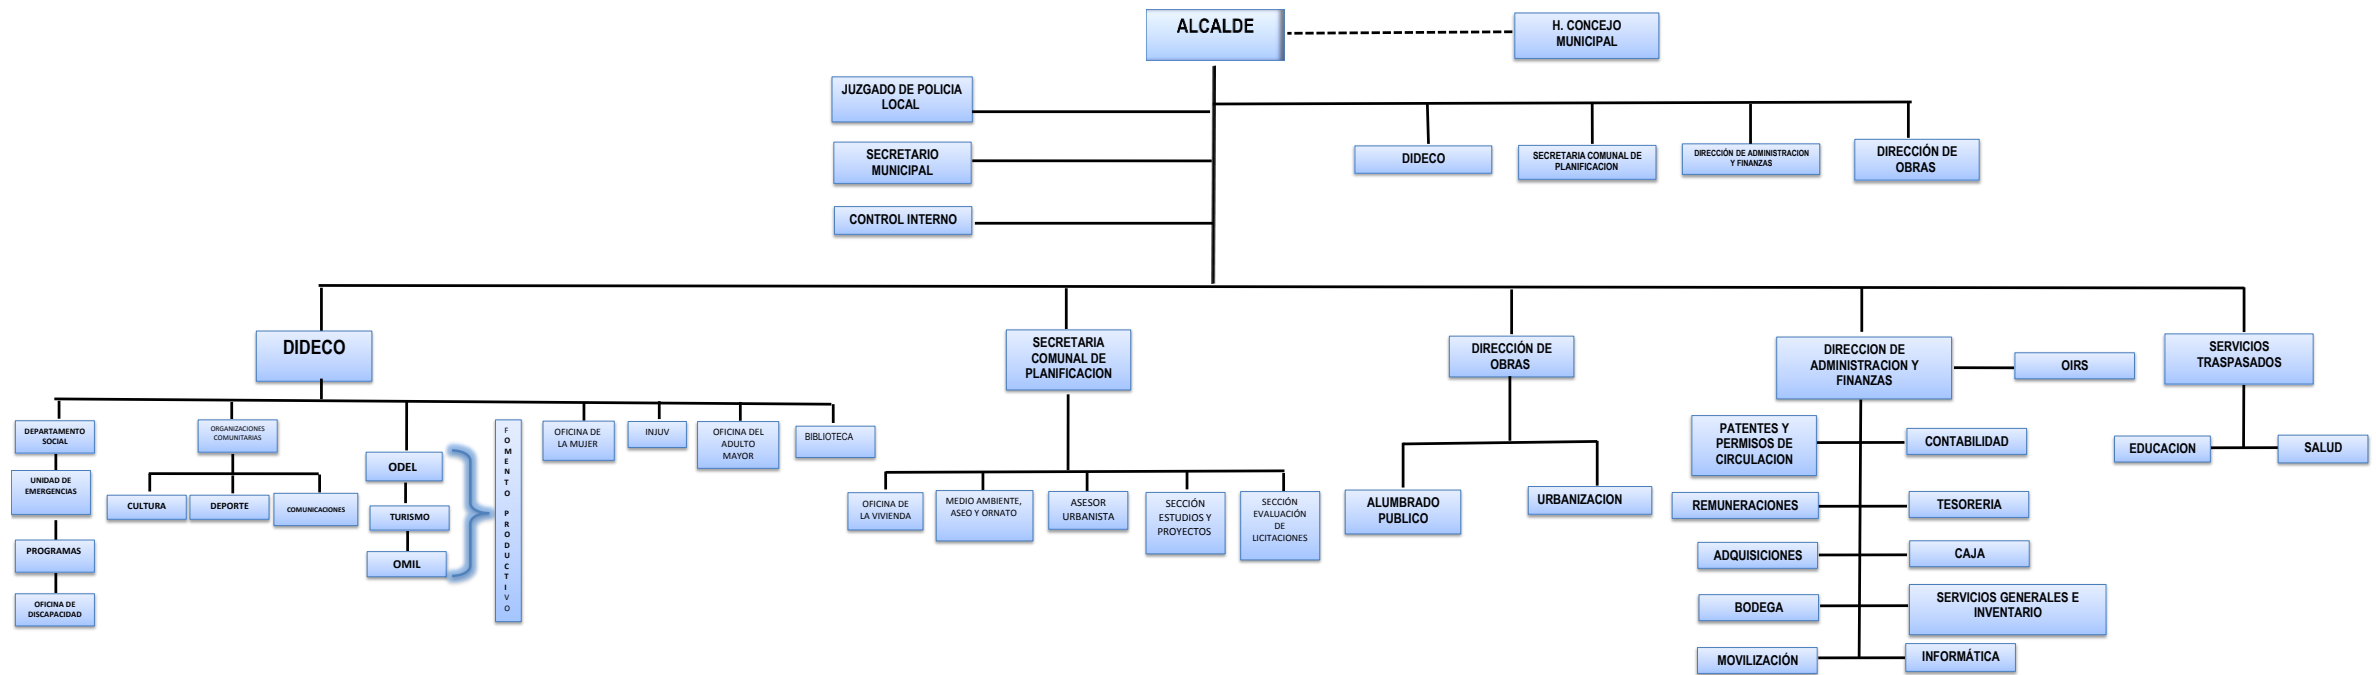 ALCALDE
H. CONCEJO
MUNICIPAL
JUZGADO DE POLICIA
LOCAL
SECRETARIO
MUNICIPAL
CONTROL INTERNO
DIDECO
SECRETARIA COMUNAL DE
PLANIFICACION
DIRECCIÓN DE ADMINISTRACION
Y FINANZAS
DIRECCIÓN DE
OBRAS
DIDECO
SECRETARIA
COMUNAL DE
PLANIFICACION
DIRECCIÓN DE
OBRAS
DIRECCION DE
ADMINISTRACION Y
FINANZAS
OIRS
SERVICIOS
TRASPASADOS
DEPARTAMENTO
SOCIAL
UNIDAD DE
EMERGENCIAS
PROGRAMAS
OFICINA DE
DISCAPACIDAD
ORGANIZACIONES
COMUNITARIAS
CULTURA
DEPORTE
COMUNICACIONES
ODEL
TURISMO
OMIL
FOMENTO PRODUCTIVO
OFICINA DE
LA MUJER
INJUV
OFICINA DEL
ADULTO
MAYOR
BIBLIOTECA
OFICINA DE
LA VIVIENDA
MEDIO AMBIENTE,
ASEO Y ORNATO
ASESOR
URBANISTA
SECCIÓN
ESTUDIOS Y
PROYECTOS
SECCIÓN
EVALUACIÓN
DE
LICITACIONES
ALUMBRADO
PUBLICO
URBANIZACION
PATENTES Y
PERMISOS DE
CIRCULACION
CONTABILIDAD
REMUNERACIONES
TESORERIA
ADQUISICIONES
CAJA
BODEGA
SERVICIOS GENERALES E
INVENTARIO
MOVILIZACIÓN
INFORMÁTICA
EDUCACION
SALUD